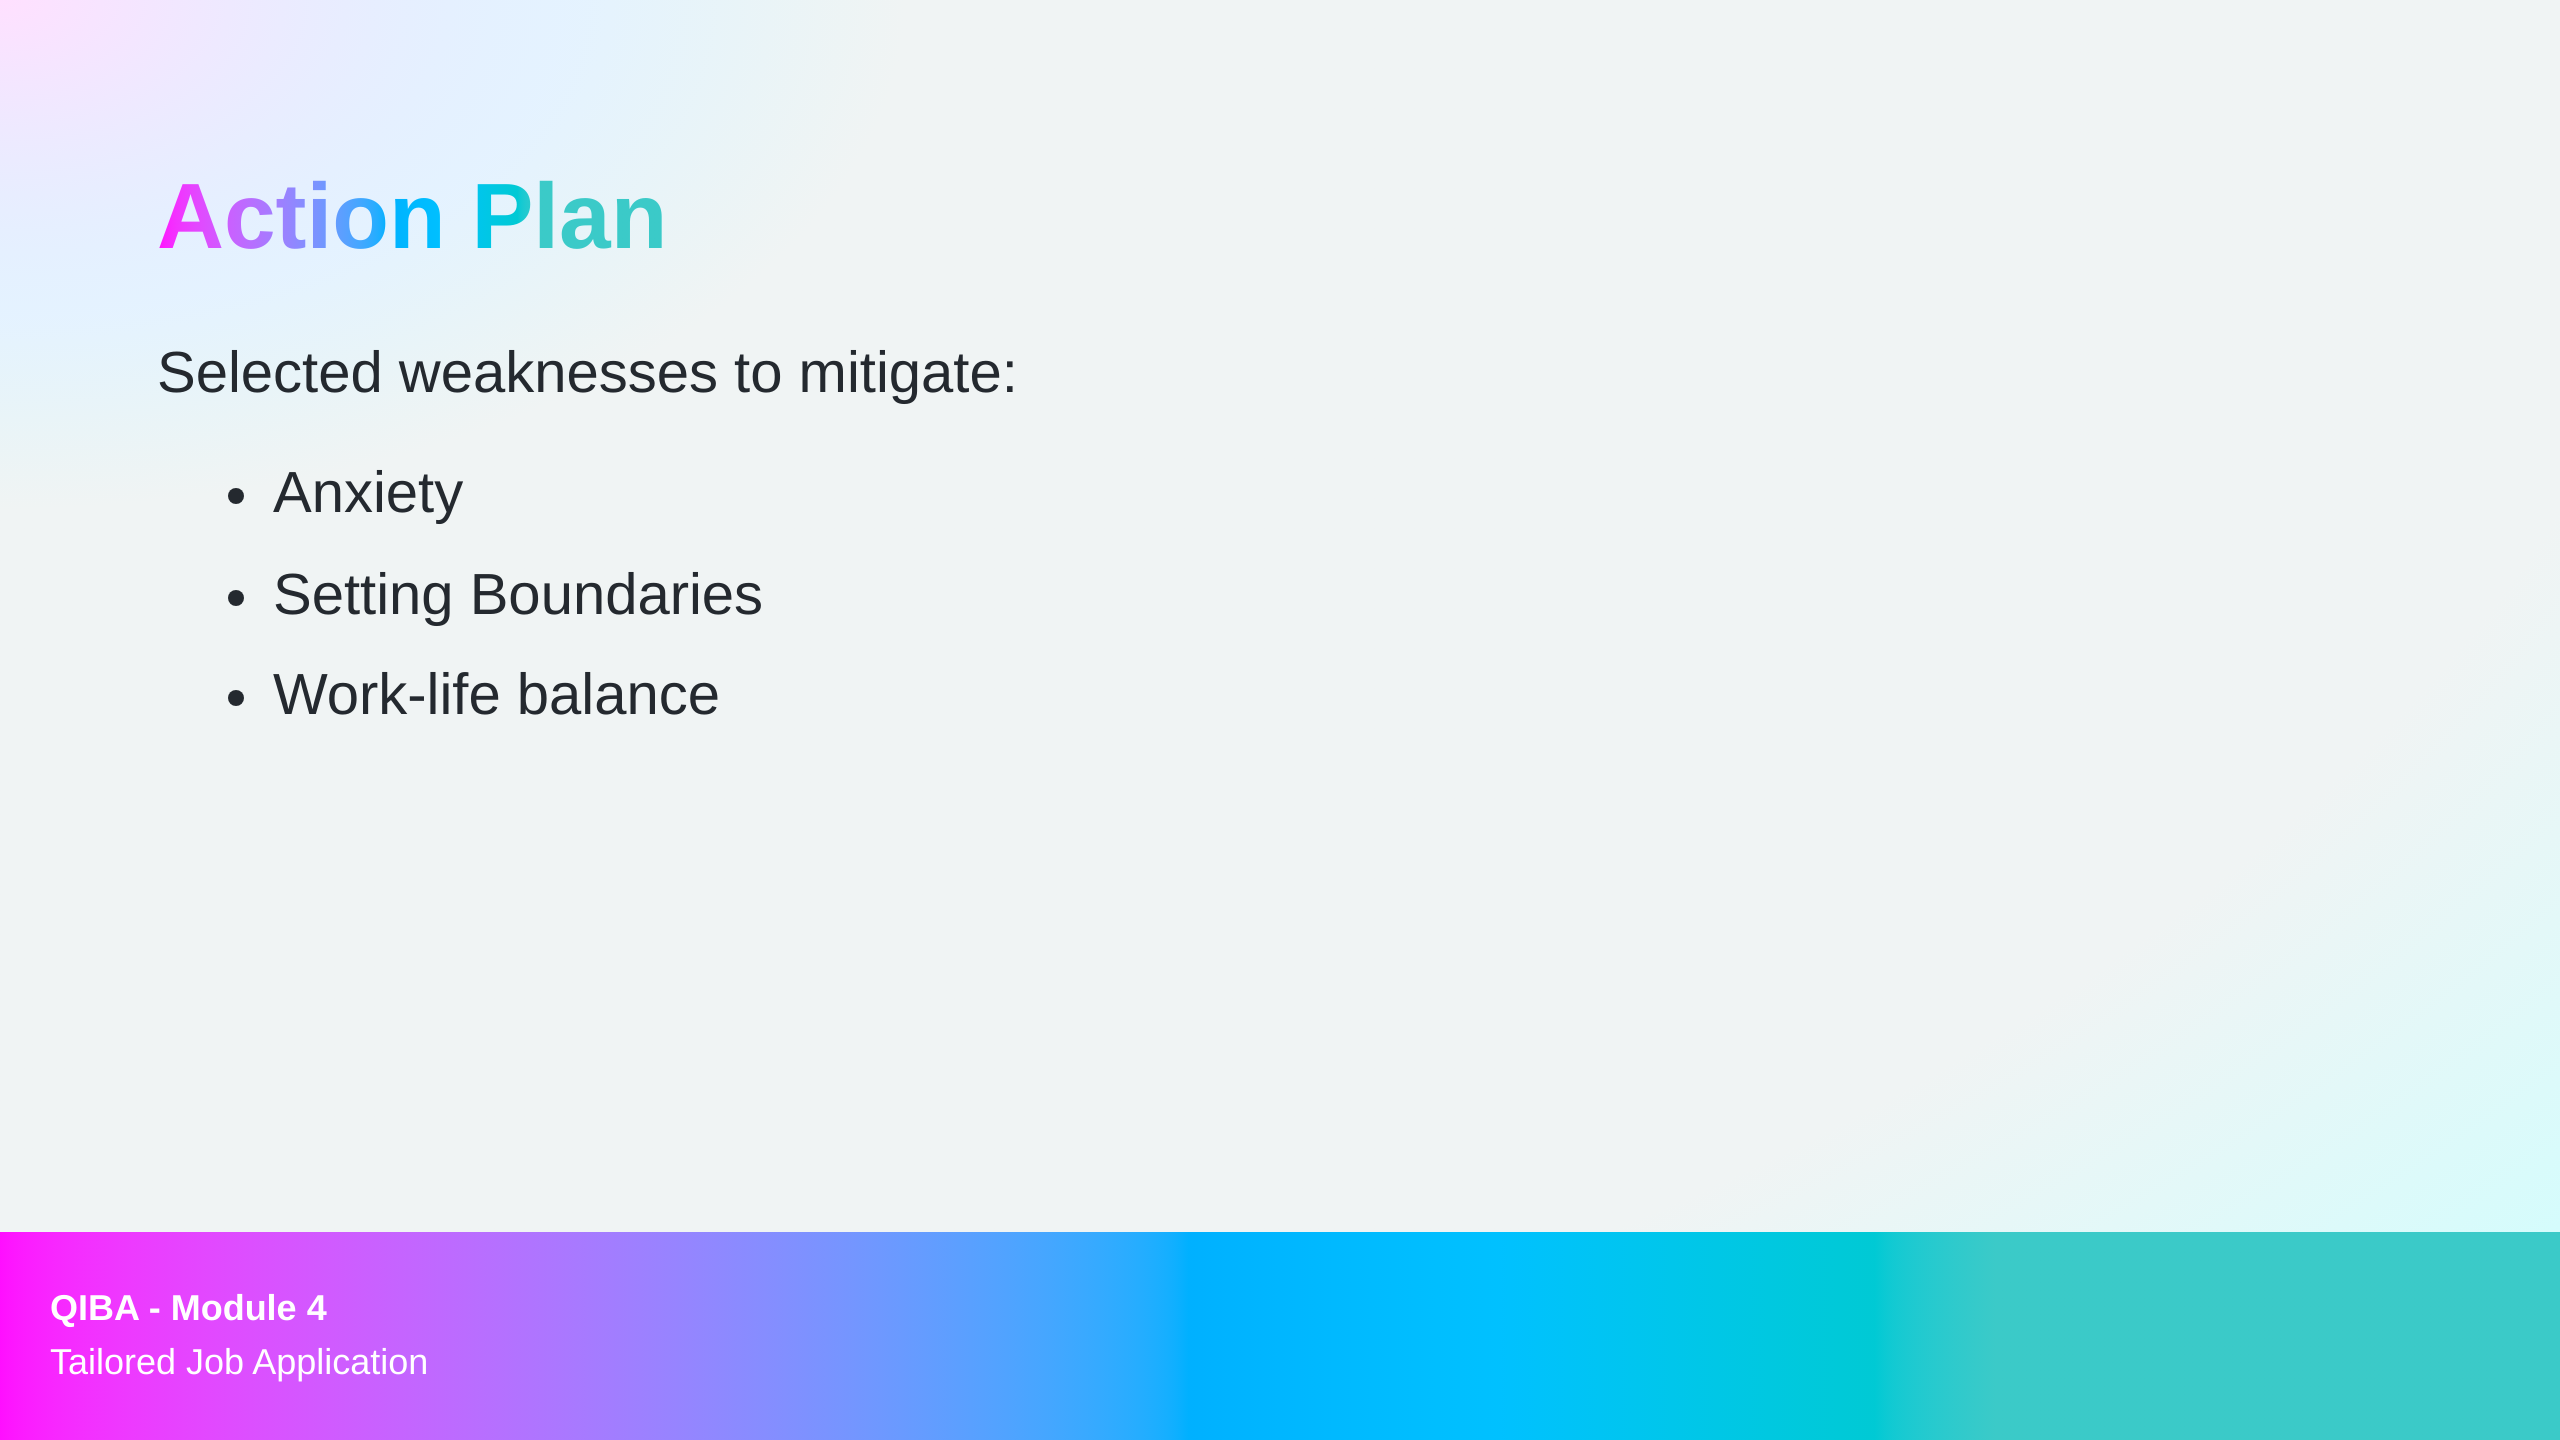 Action Plan
Selected weaknesses to mitigate:
• Anxiety
• Setting Boundaries
• Work-life balance
QIBA - Module 4
Tailored Job Application